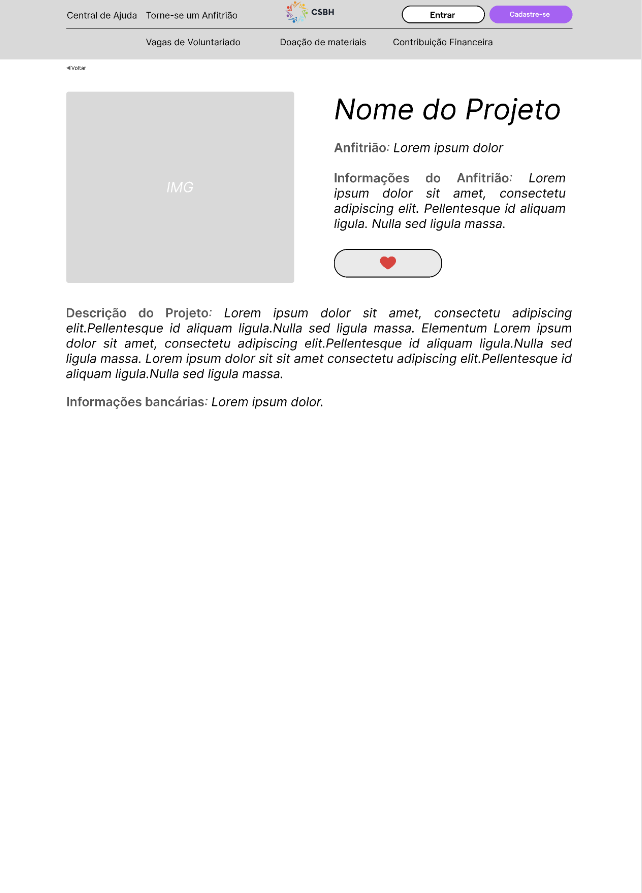 Central de Ajuda Torne-se um Anfitrião CSBH Entrar Cadastre-se
Vagas de Voluntariado Doação de materiais Contribuição Financeira
Voltar
IMG
Nome do Projeto
Anfitrião: Lorem ipsum dolor
Informações do Anfitrião: Lorem
ipsum dolor sit amet, consectetu
adipiscing elit. Pellentesque id aliquam
ligula. Nulla sed ligula massa.
Descrição do Projeto: Lorem ipsum dolor sit amet, consectetu adipiscing
elit.Pellentesque id aliquam ligula.Nulla sed ligula massa. Elementum Lorem ipsum
dolor sit amet, consectetu adipiscing elit.Pellentesque id aliquam ligula.Nulla sed
ligula massa. Lorem ipsum dolor sit sit amet consectetu adipiscing elit.Pellentesque id
aliquam ligula.Nulla sed ligula massa.
Informações bancárias: Lorem ipsum dolor.